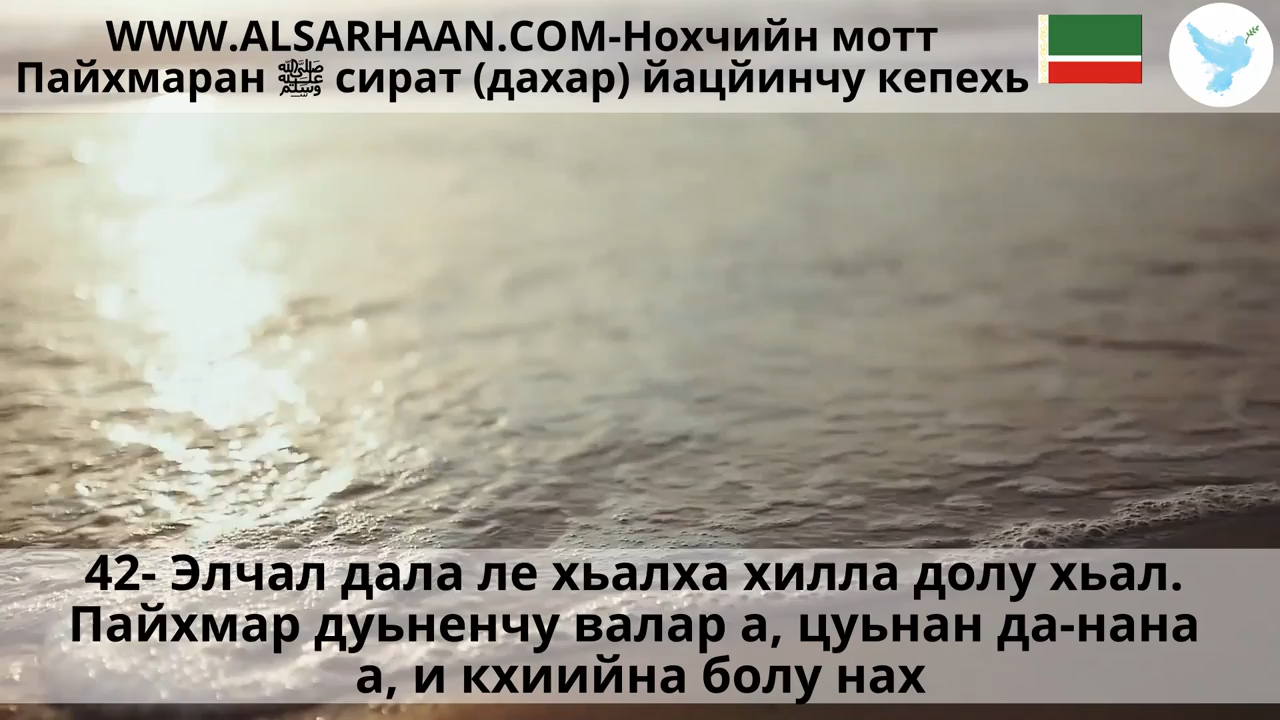 WWW.ALSARHAAN.COM-Нохчийн мотт
Пайхмаран ﷺ сират (дахар) йацйинчу кепехь
42- Элчал дала ле хьалха хилла долу хьал.
Пайхмар дуьненчу валар а, цуьнан да-нана
а, и кхиийна болу нах